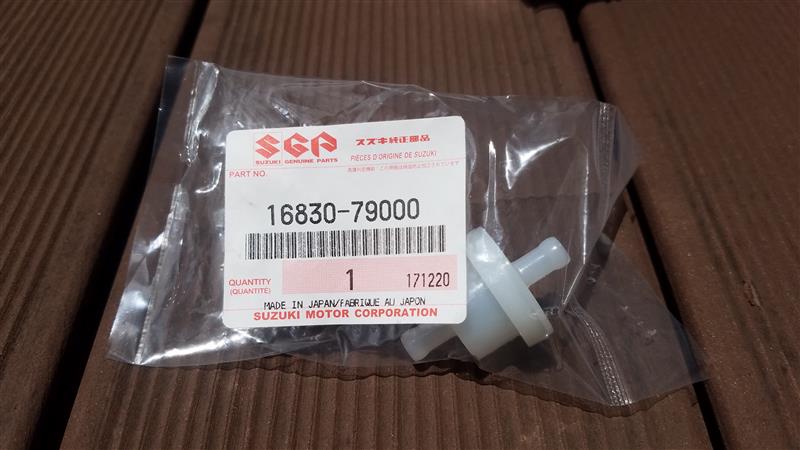 SGP スズキ純正部品
SUZUKI GENUINE PARTS PIÈCES D'ORIGINE DE SUZUKI
PART NO.
16830-79000
QUANTITY 1 171220
(QUANTITÉ)
MADE IN JAPAN/FABRIQUE AU JAPON
SUZUKI MOTOR CORPORATION